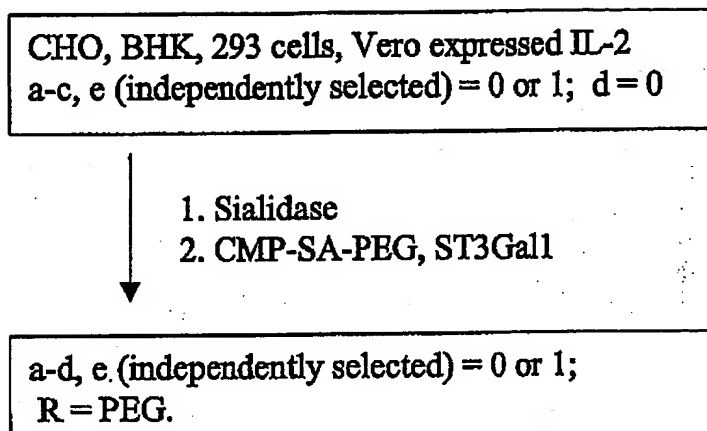 CHO, BHK, 293 cells, Vero expressed IL-2
a-c, e (independently selected) = 0 or 1; d = 0
1. Sialidase
2. CMP-SA-PEG, ST3Gal1
a-d, e. (independently selected) = 0 or 1;
R = PEG.